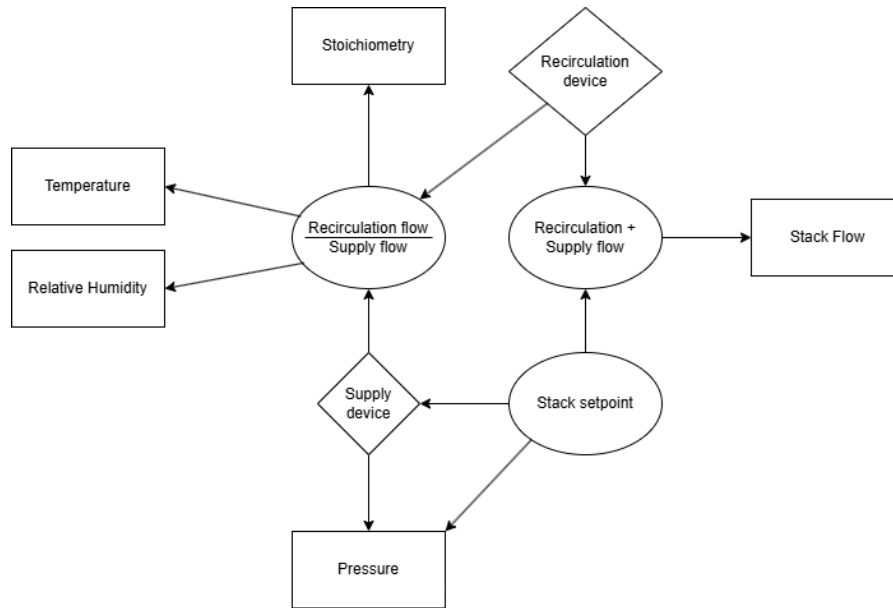 Stoichiometry
Recirculation
device
Temperature
Recirculation flow
Supply flow
Recirculation +
Supply flow
Stack Flow
Relative Humidity
Supply
device
Stack setpoint
Pressure